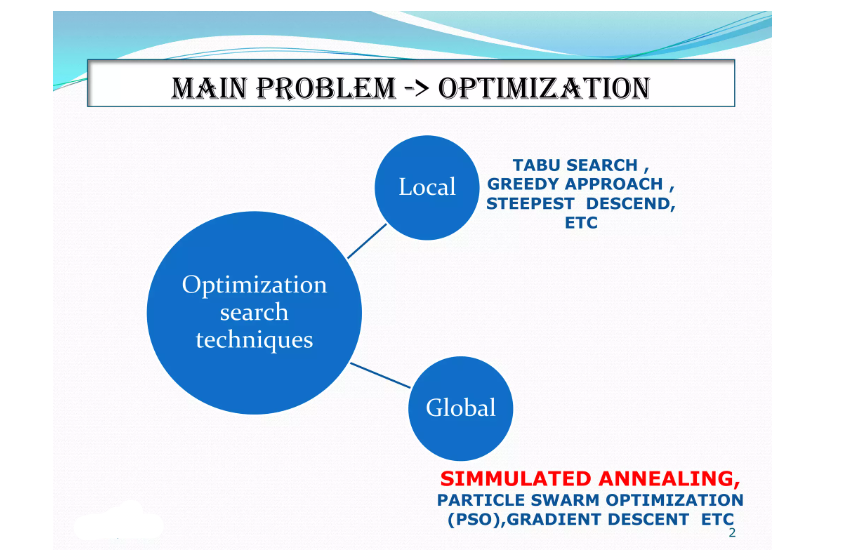 MAIN PROBLEM -> OPTIMIZATION
Local
TABU SEARCH ,
GREEDY APPROACH ,
STEEPEST DESCEND,
ETC
Optimization
search
techniques
Global
SIMMULATED ANNEALING,
PARTICLE SWARM OPTIMIZATION
(PSO),GRADIENT DESCENT ETC
2